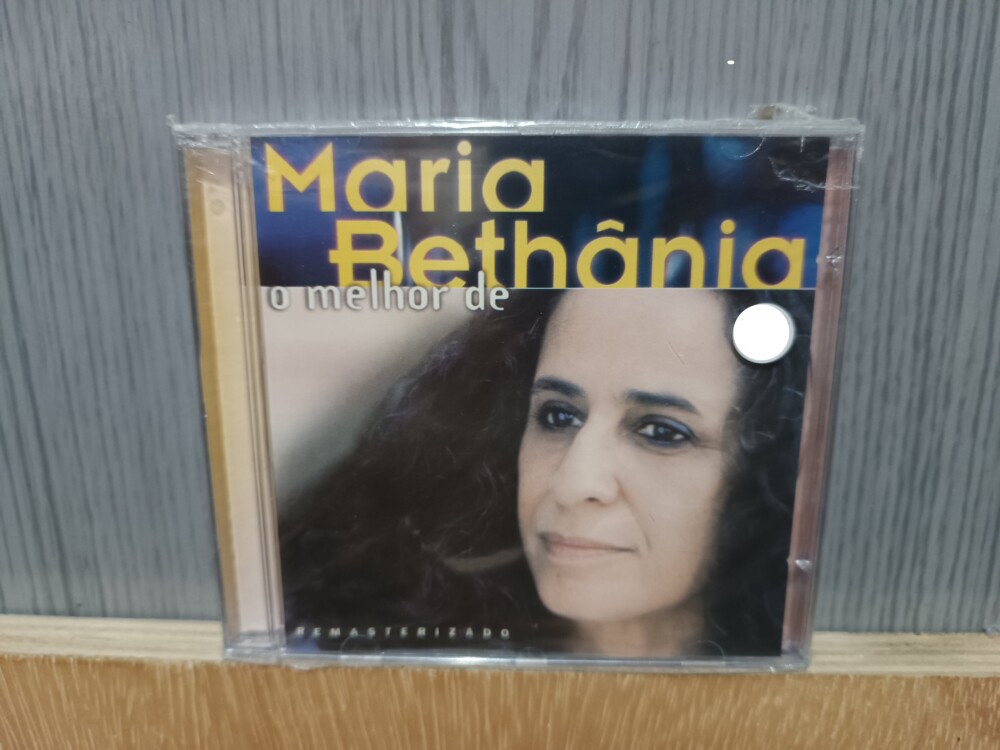 Maria
Bethânia
o melhor de
REMASTERIZADO